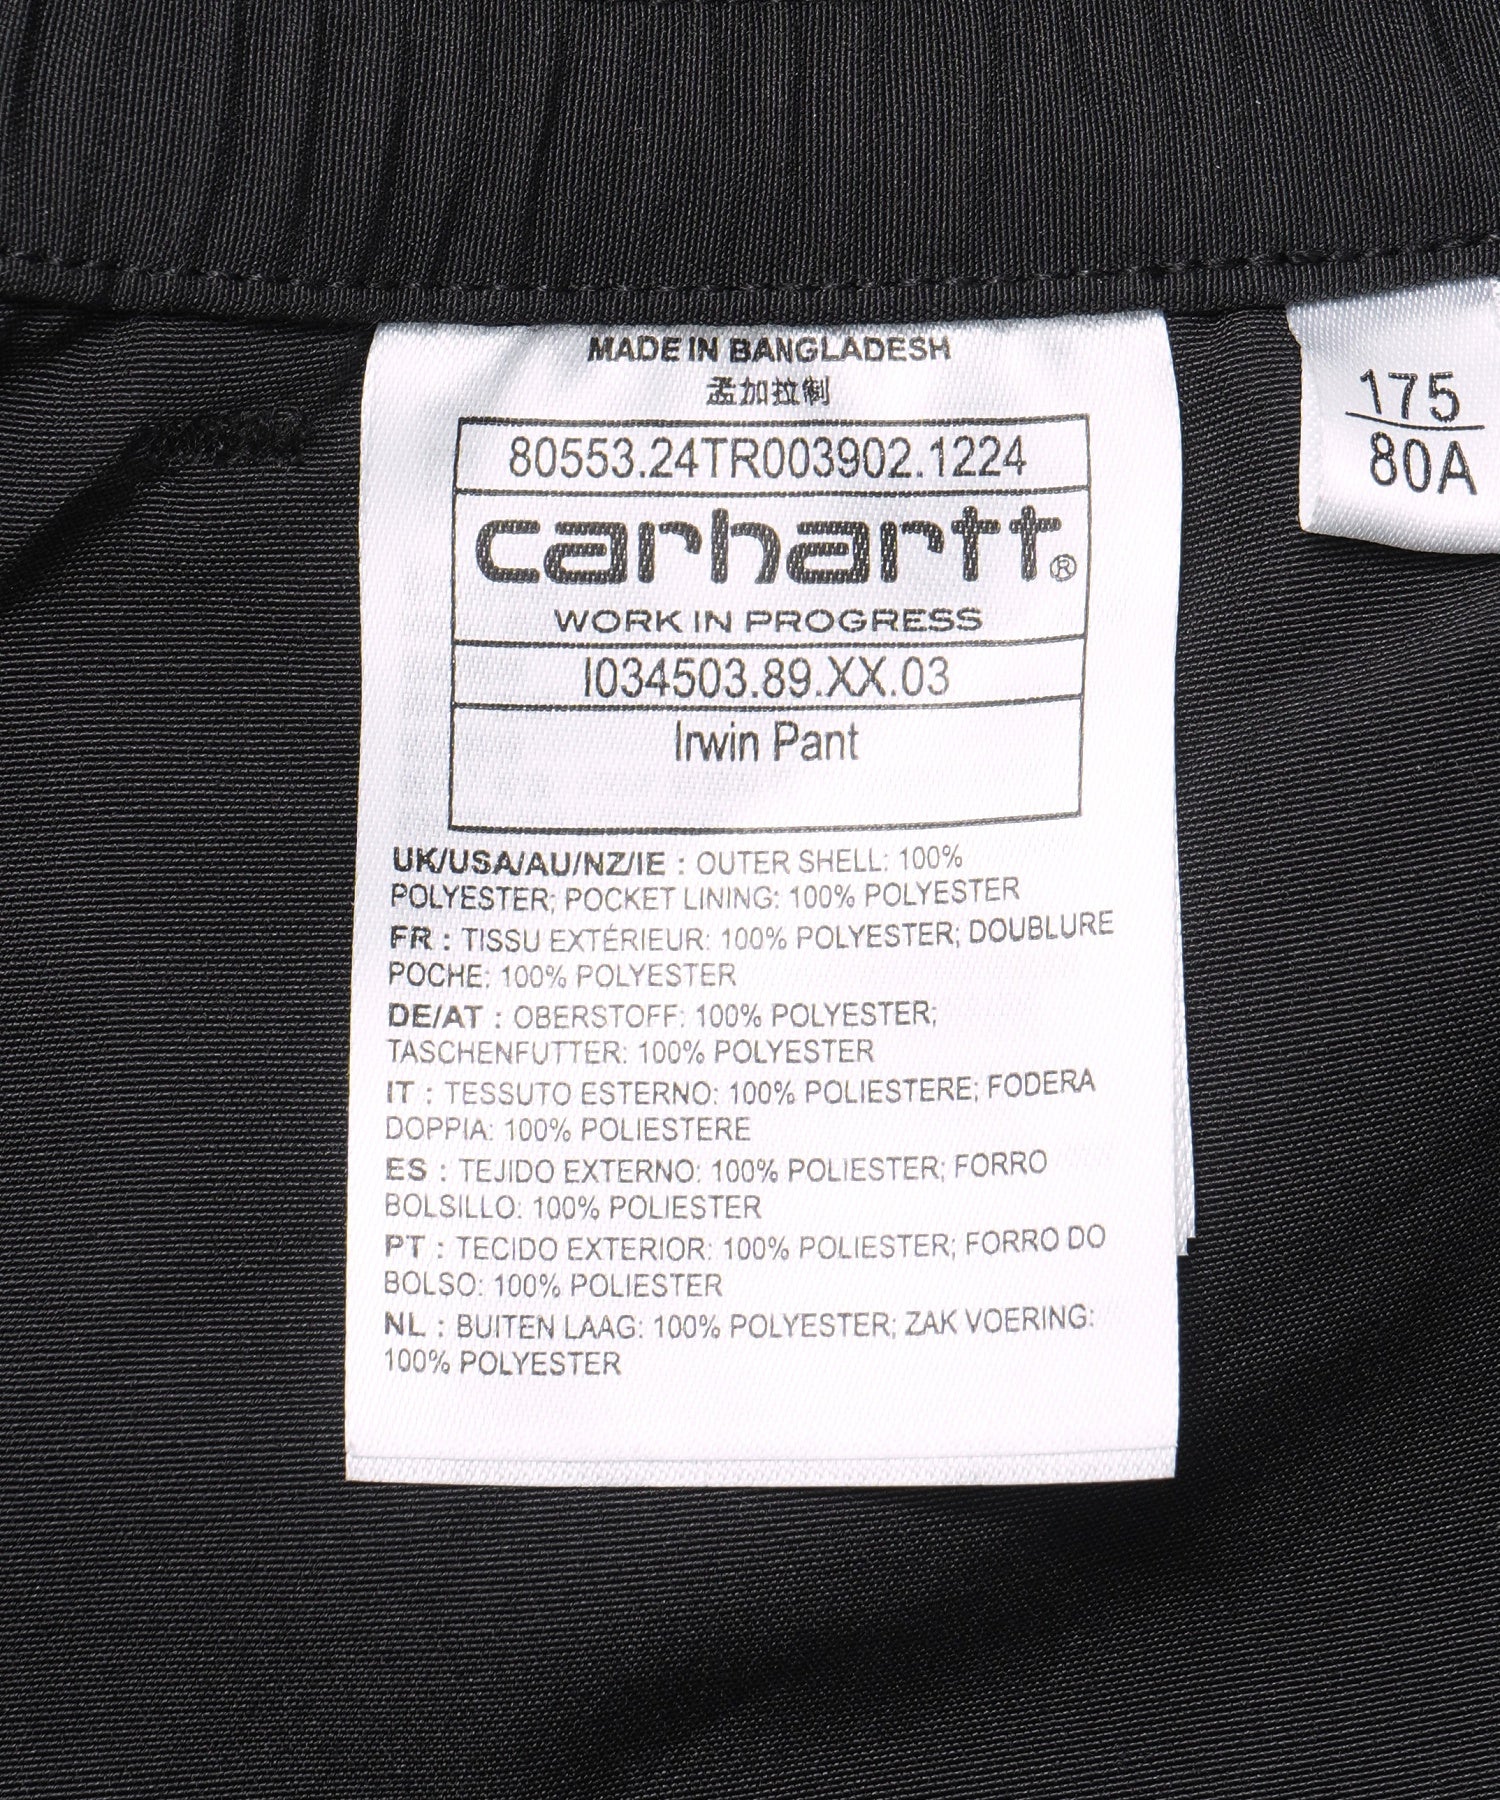 MADE IN BANGLADESH
孟加拉制
80553.24TR003902.1224
carhartt®
WORK IN PROGRESS
I034503.89.XX.03
Irwin Pant
UK/USA/AU/NZ/IE : OUTER SHELL: 100%
POLYESTER; POCKET LINING: 100% POLYESTER
FR : TISSU EXTÉRIEUR: 100% POLYESTER; DOUBLURE
POCHE: 100% POLYESTER
DE/AT : OBERSTOFF: 100% POLYESTER;
TASCHENFUTTER: 100% POLYESTER
IT : TESSUTO ESTERNO: 100% POLIESTERE; FODERA
DOPPIA: 100% POLIESTERE
ES : TEJIDO EXTERNO: 100% POLIESTER; FORRO
BOLSILLO: 100% POLIESTER
PT : TECIDO EXTERIOR: 100% POLIESTER; FORRO DO
BOLSO: 100% POLIESTER
NL : BUITEN LAAG: 100% POLYESTER; ZAK VOERING:
100% POLYESTER
175
80A